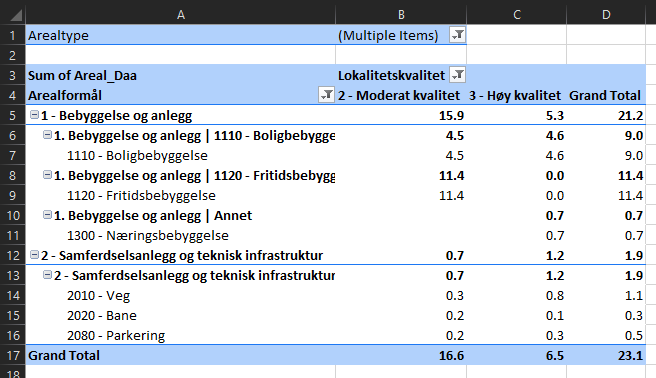 A B C D
1 Arealtype (Multiple Items)
2
3 Sum of Areal_Daa Lokalitetskvalitet
4 Arealformål 2 - Moderat kvalitet 3 - Høy kvalitet Grand Total
5 1 - Bebyggelse og anlegg 15.9 5.3 21.2
6 1. Bebyggelse og anlegg | 1110 - Boligbebygge 4.5 4.6 9.0
7 1110 - Boligbebyggelse 4.5 4.6 9.0
8 1. Bebyggelse og anlegg | 1120 - Fritidsbebygg 11.4 0.0 11.4
9 1120 - Fritidsbebyggelse 11.4 0.0 11.4
10 1. Bebyggelse og anlegg | Annet 0.7 0.7
11 1300 - Næringsbebyggelse 0.7 0.7
12 2 - Samferdselsanlegg og teknisk infrastruktur 0.7 1.2 1.9
13 2 - Samferdselsanlegg og teknisk infrastruktur 0.7 1.2 1.9
14 2010 - Veg 0.3 0.8 1.1
15 2020 - Bane 0.2 0.1 0.3
16 2080 - Parkering 0.2 0.3 0.5
17 Grand Total 16.6 6.5 23.1
18